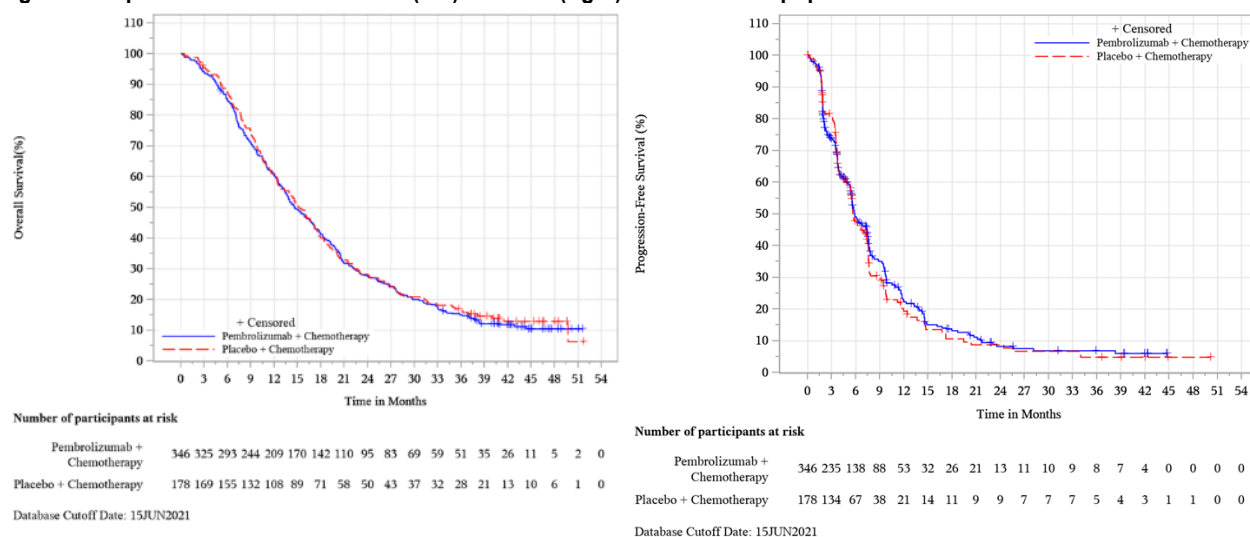 110
100
90
80
70
60
50
40
30
20
10
0
Overall Survival(%)
+ Censored
Pembrolizumab + Chemotherapy
Placebo + Chemotherapy
0 3 6 9 12 15 18 21 24 27 30 33 36 39 42 45 48 51 54
Time in Months
Number of participants at risk
Pembrolizumab +
Chemotherapy
346 325 293 244 209 170 142 110 95 83 69 59 51 35 26 11 5 2 0
Placebo + Chemotherapy 178 169 155 132 108 89 71 58 50 43 37 32 28 21 13 10 6 1 0
Database Cutoff Date: 15JUN2021
110
100
90
80
70
60
50
40
30
20
10
0
Progression-Free Survival (%)
+ Censored
Pembrolizumab + Chemotherapy
Placebo + Chemotherapy
0 3 6 9 12 15 18 21 24 27 30 33 36 39 42 45 48 51 54
Time in Months
Number of participants at risk
Pembrolizumab +
Chemotherapy
346 235 138 88 53 32 26 21 13 11 10 9 8 7 4 0 0 0 0
Placebo + Chemotherapy 178 134 67 38 21 14 11 9 9 7 7 7 5 4 3 1 1 0 0
Database Cutoff Date: 15JUN2021